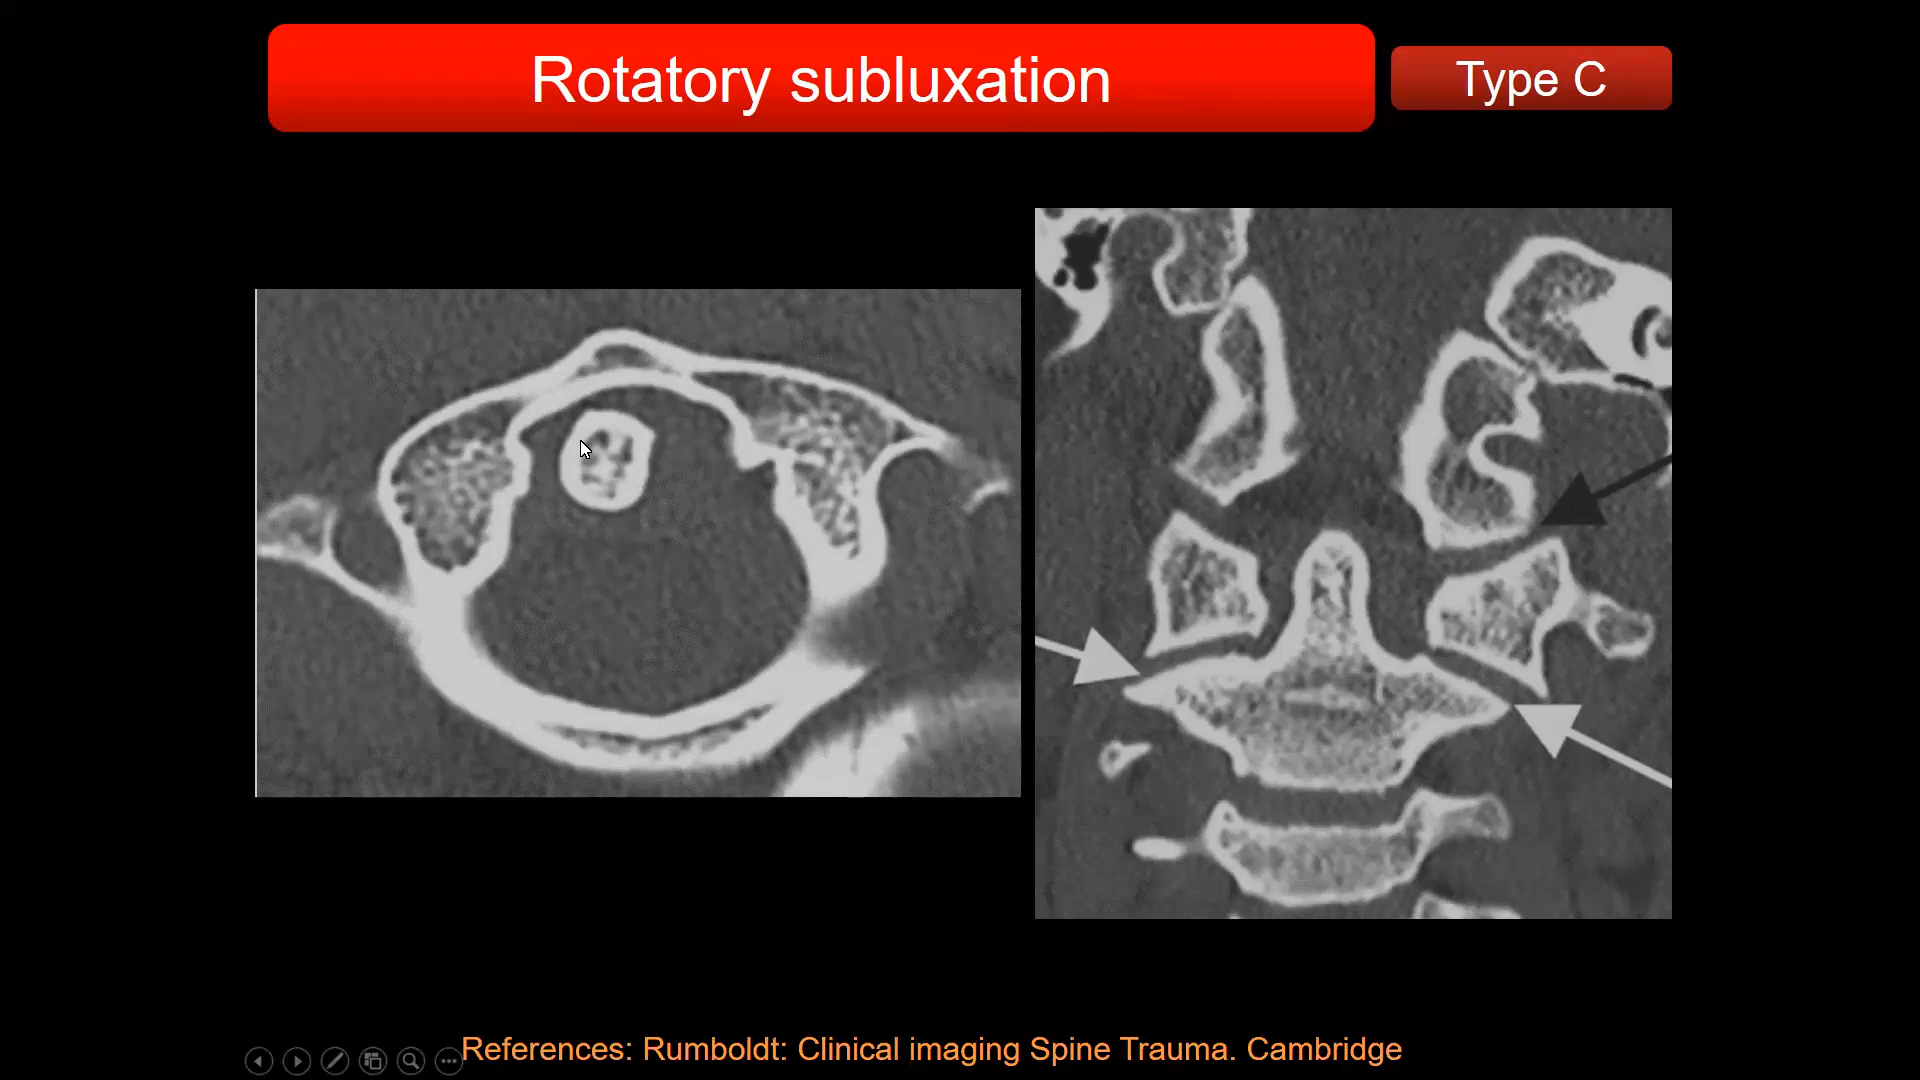 Rotatory subluxation
Type C
References: Rumboldt: Clinical imaging Spine Trauma. Cambridge